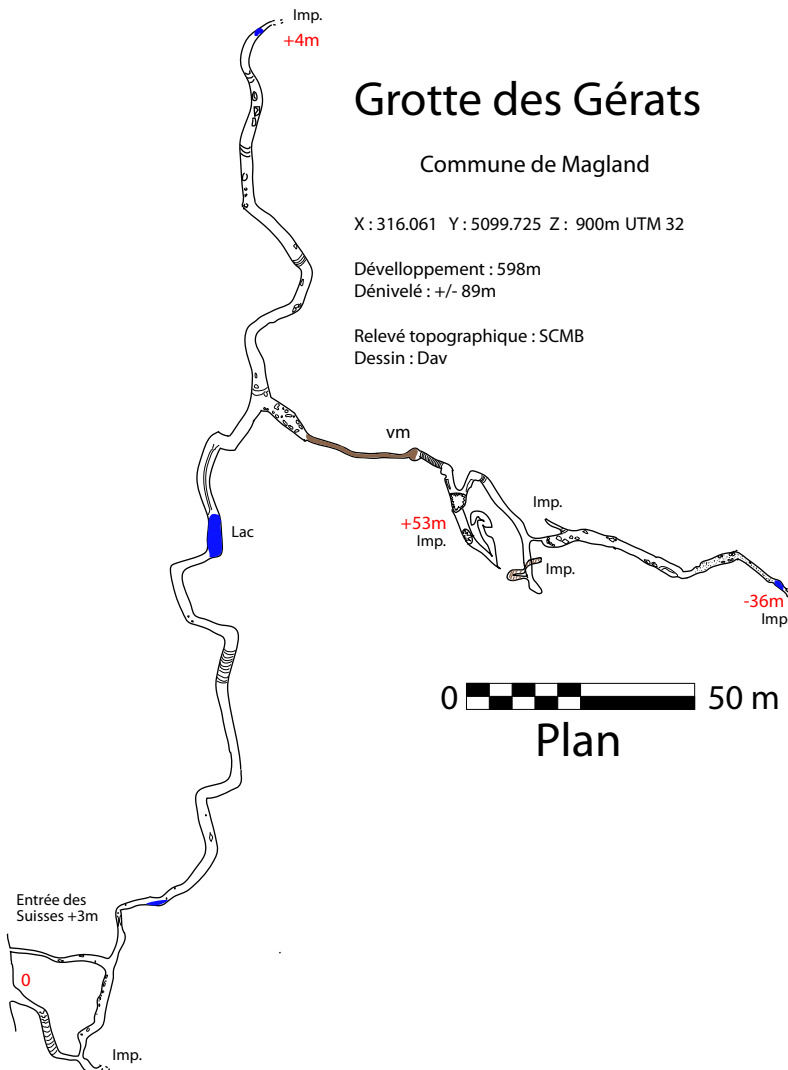 Imp.
+4m
Grotte des Gérats
Commune de Magland
X : 316.061 Y : 5099.725 Z : 900m UTM 32
Dévelloppement : 598m
Dénivelé : +/- 89m
Relevé topographique : SCMB
Dessin : Dav
vm
+53m
Imp.
Imp.
Lac
Imp.
-36m
Imp
0
50 m
Plan
Entrée des
Suisses +3m
0
Imp.